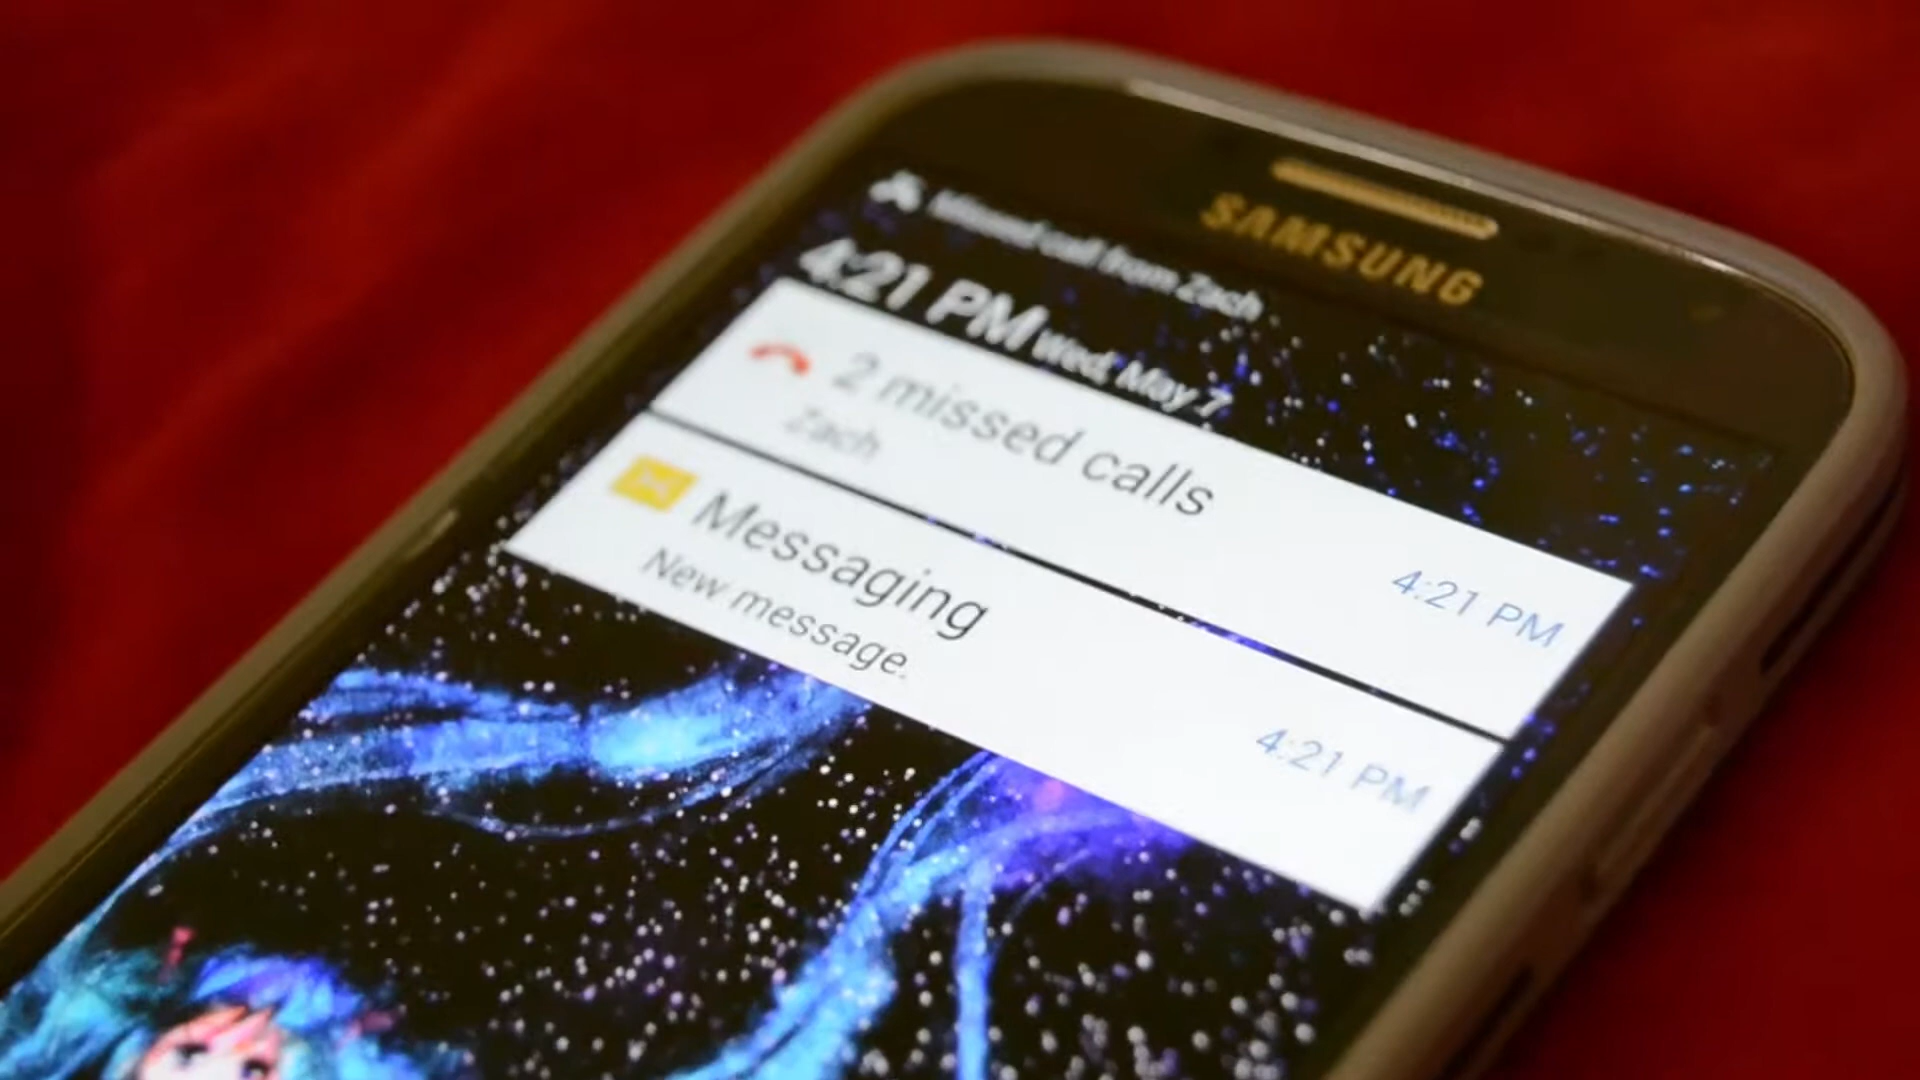 SAMSUNG
Missed call from Zach
4:21 PM Wed, May 7
2 missed calls
Zach
4:21 PM
Messaging
New message.
4:21 PM